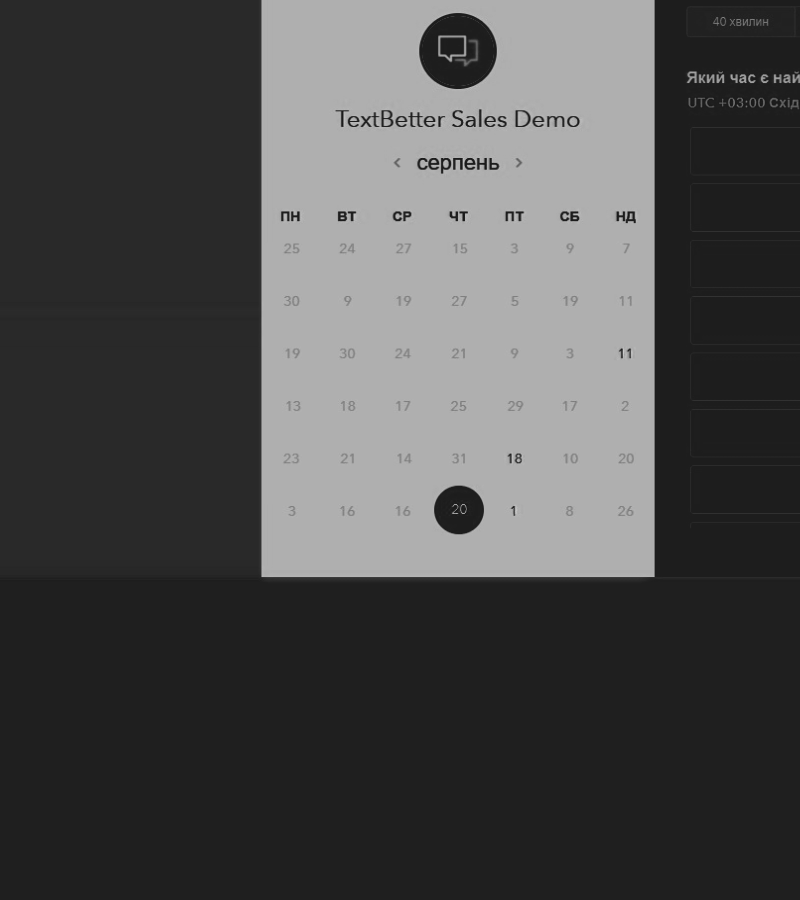 40 хвилин
TextBetter Sales Demo
серпень
Який час є най
UTC +03:00 Схід
ПН ВТ СР ЧТ ПТ СБ НД
25 24 27 15 3 9 7
30 9 19 27 5 19 11
19 30 24 21 9 3 11
13 18 17 25 29 17 2
23 21 14 31 18 10 20
3 16 16 20 1 8 26